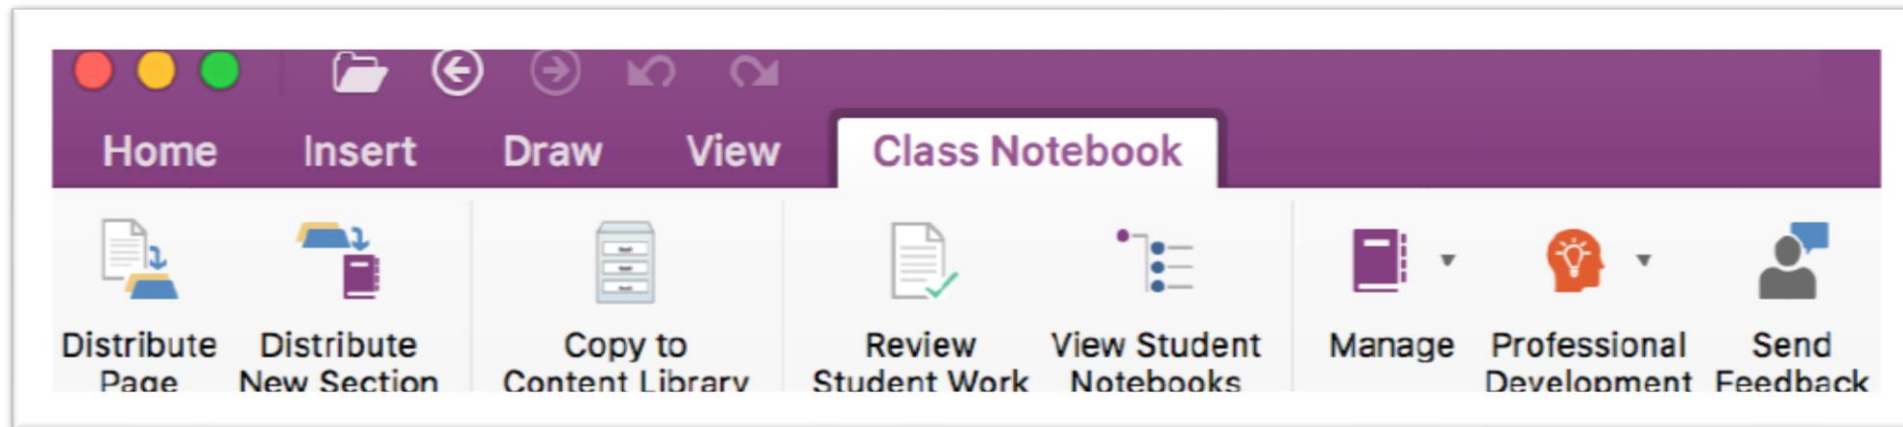 Home Insert Draw View Class Notebook
Distribute Distribute Copy to Review View Student Manage Professional Send
Page New Section Content Library Student Work Notebooks Development Feedback